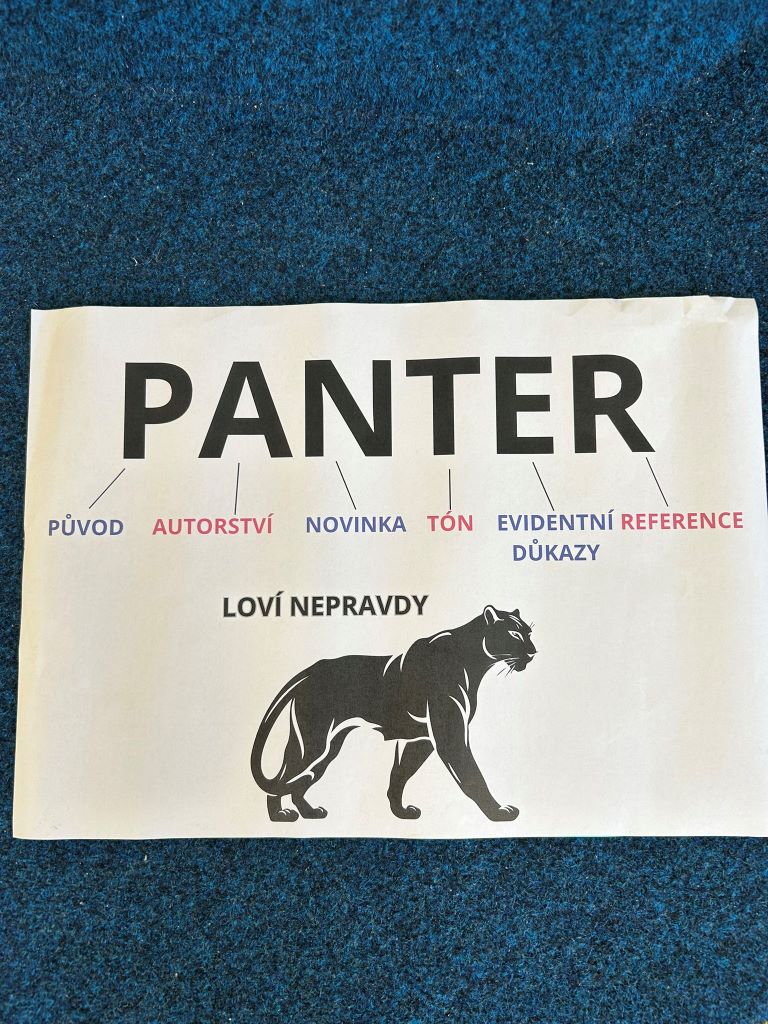 PANTER
PŮVOD AUTORSTVÍ NOVINKA TÓN EVIDENTNÍ REFERENCE
DŮKAZY
LOVÍ NEPRAVDY